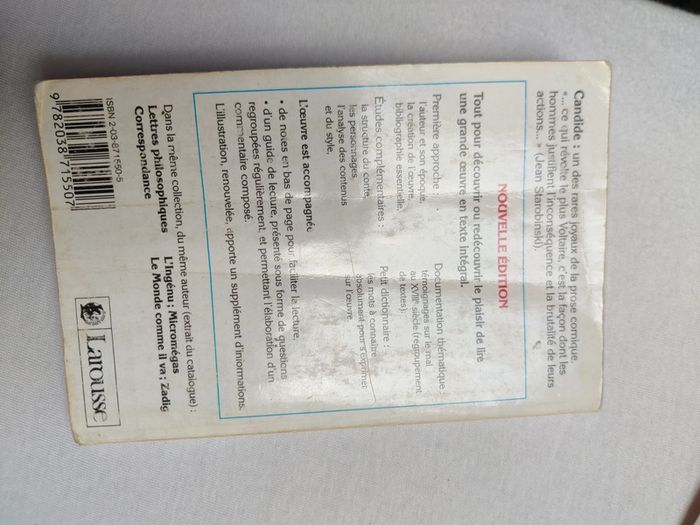 Candide : un des rares joyaux de la prose comique.
«... ce qui révolte le plus Voltaire, c'est la façon dont les
hommes justifient l'inconséquence et la brutalité de leurs
actions... » (Jean Starobinski).
NOUVELLE ÉDITION
Tout pour découvrir ou redécouvrir le plaisir de lire
une grande œuvre en texte intégral.
Première approche :
l'auteur et son époque,
la création de l'œuvre,
bibliographie essentielle.
Études complémentaires :
la structure du conte,
les personnages,
l'analyse des contenus
et du style.
Documentation thématique :
témoignages sur le mal
au XVIIIe siècle (regroupement
de textes).
Petit dictionnaire :
les mots à connaître
absolument pour s'exprimer
sur l'œuvre.
L'œuvre est accompagnée
• de notes en bas de page pour faciliter la lecture,
• d'un guide de lecture, présenté sous forme de questions
regroupées régulièrement, et permettant l'élaboration d'un
commentaire composé.
L'illustration, renouvelée, apporte un supplément d'informations.
Dans la même collection, du même auteur (extrait du catalogue) :
Lettres philosophiques
Correspondance
L'Ingénu ; Micromégas
Le Monde comme il va ; Zadig
ISBN 2-03-871550-5
9 782038 715507
Larousse